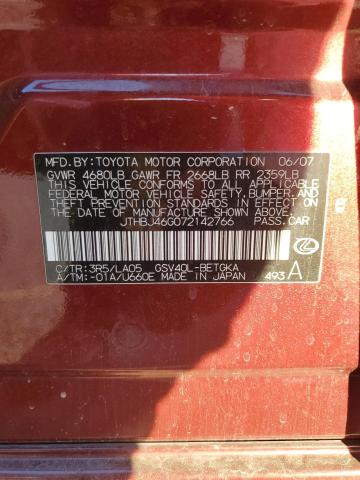 MFD. BY: TOYOTA MOTOR CORPORATION 06/07
GVWR 4680LB GAWR FR 2668LB RR 2359LB
THIS VEHICLE CONFORMS TO ALL APPLICABLE
FEDERAL MOTOR VEHICLE SAFETY, BUMPER, AND
THEFT PREVENTION STANDARDS IN EFFECT ON
THE DATE OF MANUFACTURE SHOWN ABOVE.
JTHBJ46G072142766 PASS. CAR
C/TR: 3R5/LA05 GSV40L-BETGKA
A/TM: -01A/U660E MADE IN JAPAN 493 A